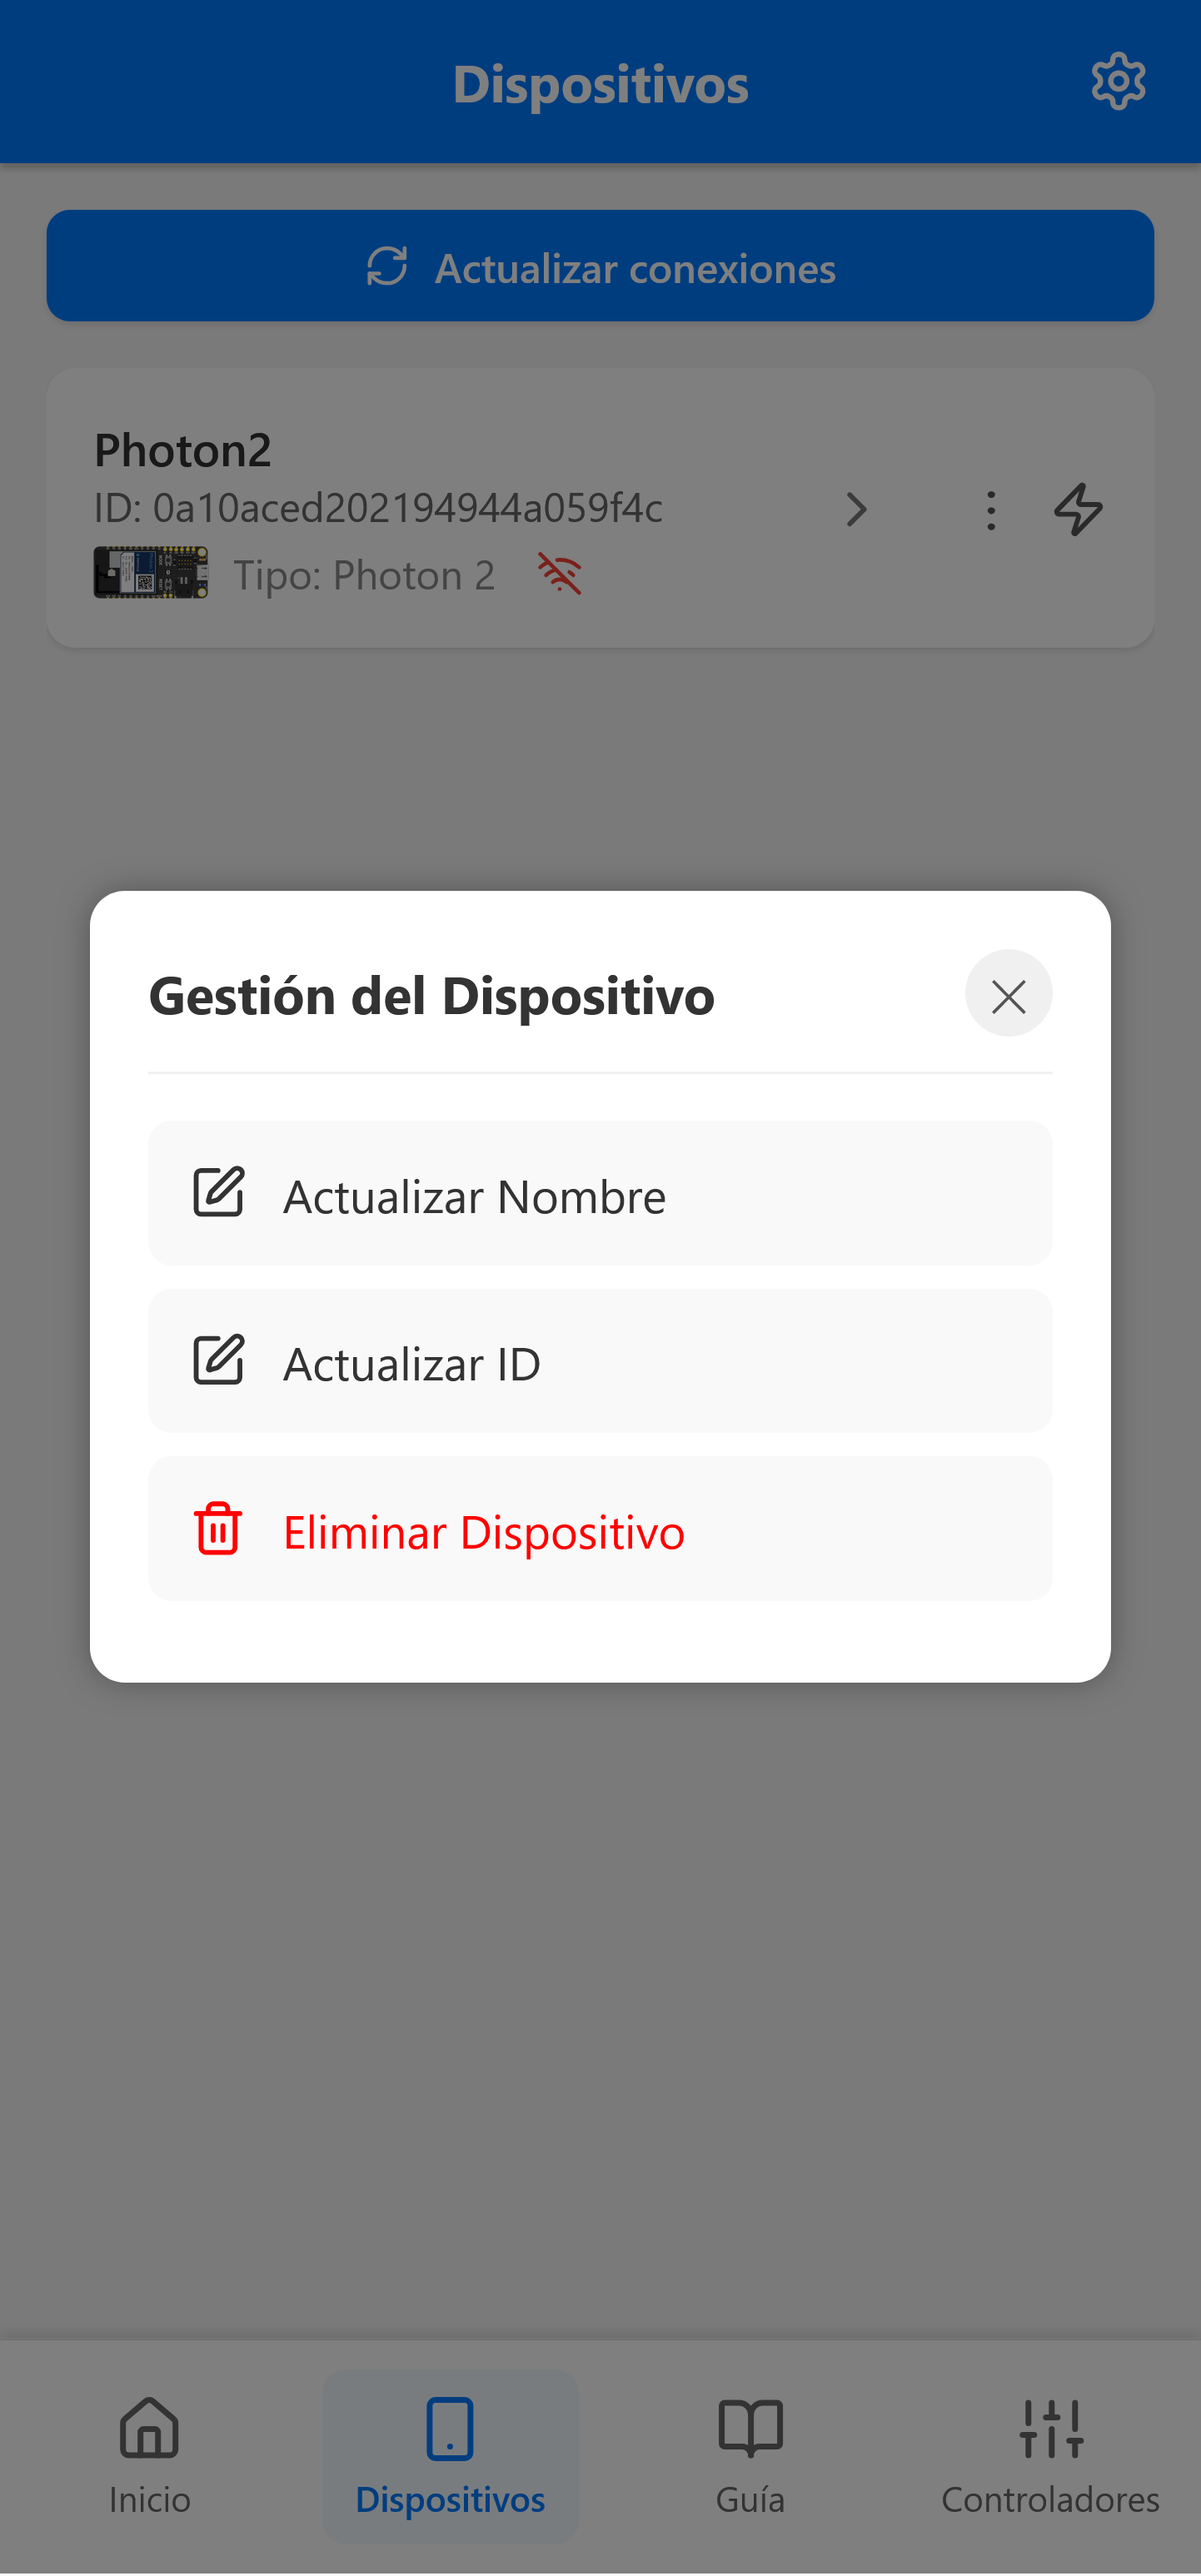 Dispositivos
Actualizar conexiones
Photon2
ID: 0a10aced202194944a059f4c
Tipo: Photon 2
Gestión del Dispositivo
Actualizar Nombre
Actualizar ID
Eliminar Dispositivo
Inicio
Dispositivos
Guía
Controladores